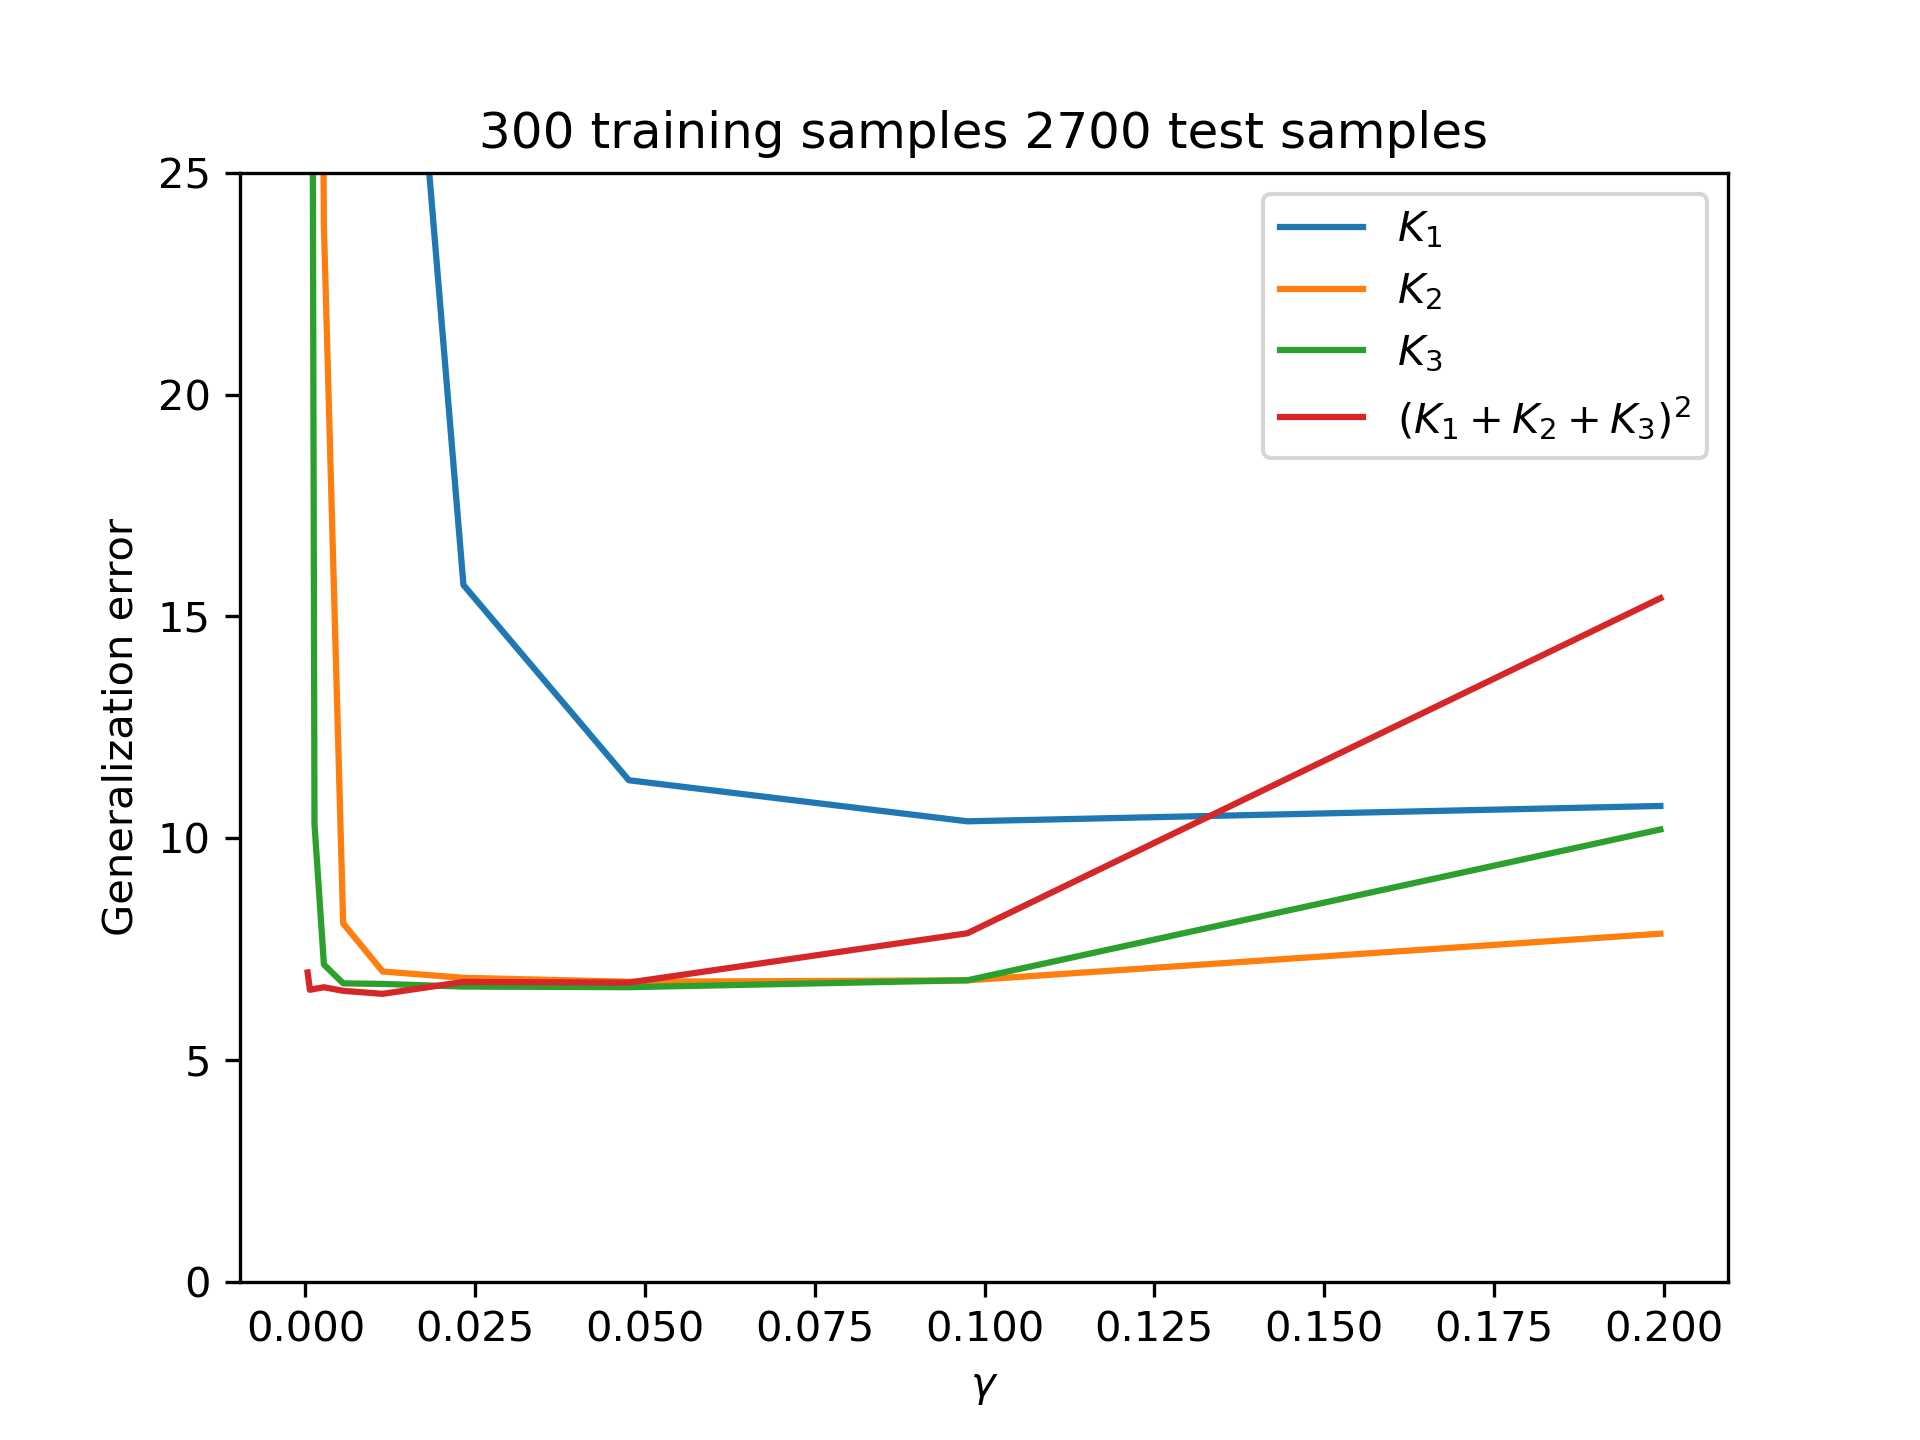 300 training samples 2700 test samples
Generalization error
25
20
15
10
5
0
K₁
K₂
K₃
(K₁ + K₂ + K₃)²
0.000 0.025 0.050 0.075 0.100 0.125 0.150 0.175 0.200
γ